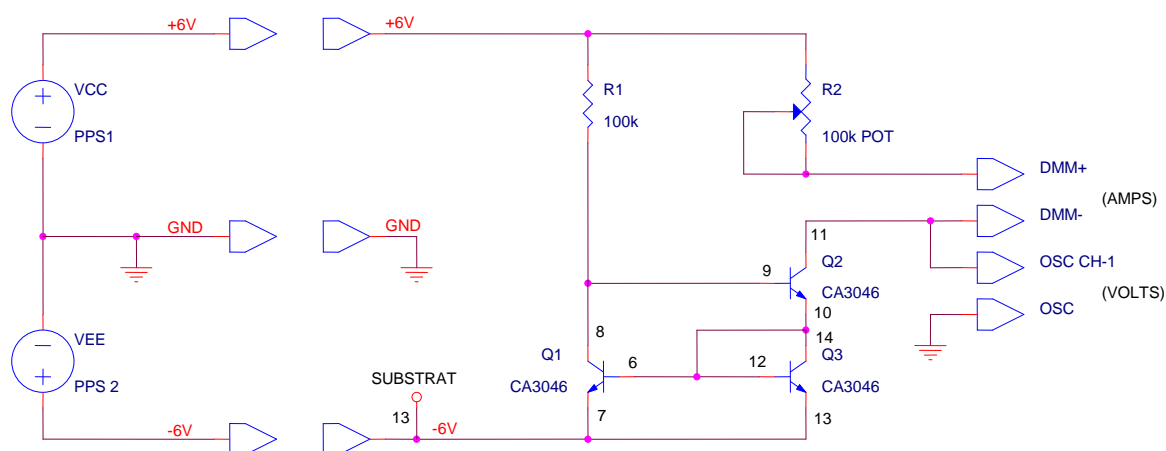 +6V
+6V
VCC
R1
R2
PPS1
100k
100k POT
DMM+
(AMPS)
GND
GND
DMM-
11
9
Q2
OSC CH-1
CA3046
(VOLTS)
10
OSC
VEE
8
14
Q1
6
12
Q3
PPS 2
SUBSTRAT
CA3046
CA3046
13
7
13
-6V
-6V